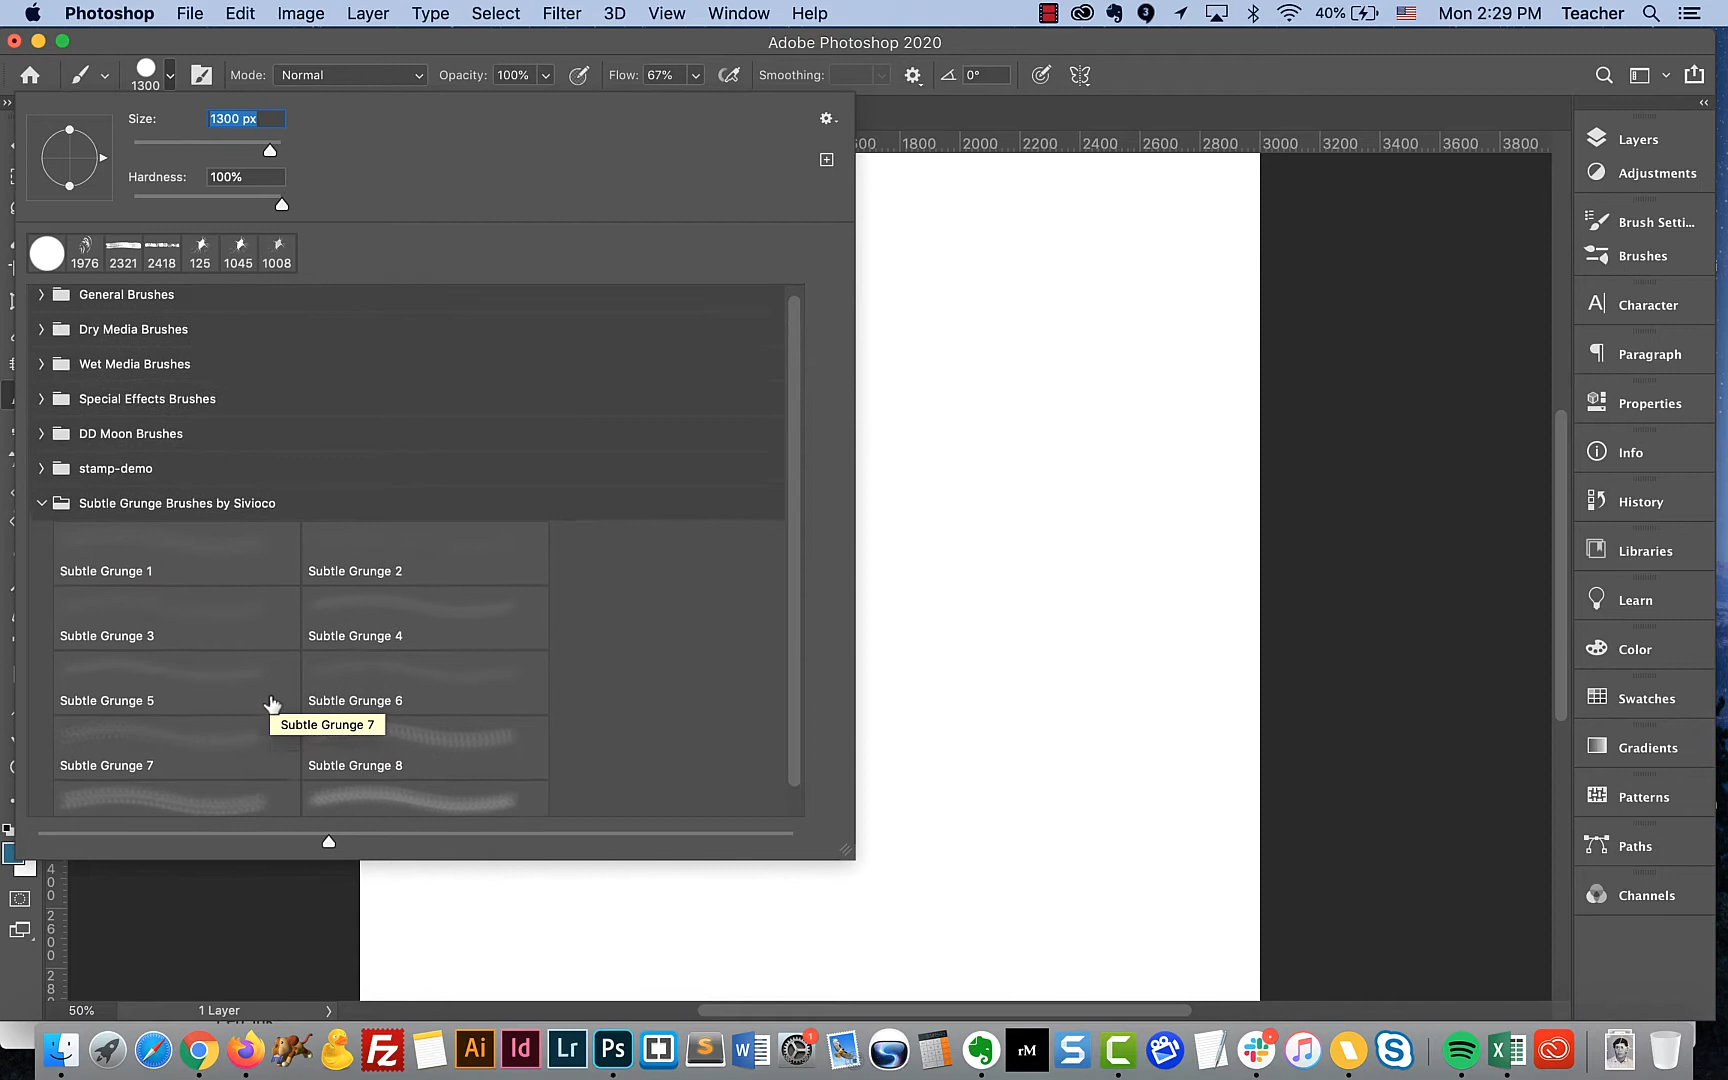 Photoshop File Edit Image Layer Type Select Filter 3D View Window Help 3 40% Mon 2:29 PM Teacher
Adobe Photoshop 2020
1300 Mode: Normal Opacity: 100% Flow: 67% Smoothing: 0°
Size: 1300 px
Hardness: 100%
1800 2000 2200 2400 2600 2800 3000 3200 3400 3600 3800
1976 2321 2418 125 1045 1008
General Brushes
Dry Media Brushes
Wet Media Brushes
Special Effects Brushes
DD Moon Brushes
stamp-demo
Subtle Grunge Brushes by Sivioco
Subtle Grunge 1 Subtle Grunge 2
Subtle Grunge 3 Subtle Grunge 4
Subtle Grunge 5 Subtle Grunge 6
Subtle Grunge 7
Subtle Grunge 7 Subtle Grunge 8
Layers
Adjustments
Brush Setti...
Brushes
Character
Paragraph
Properties
Info
History
Libraries
Learn
Color
Swatches
Gradients
Patterns
Paths
Channels
50% 1 Layer
Fz Ai Id Lr Ps S W rM S C S X